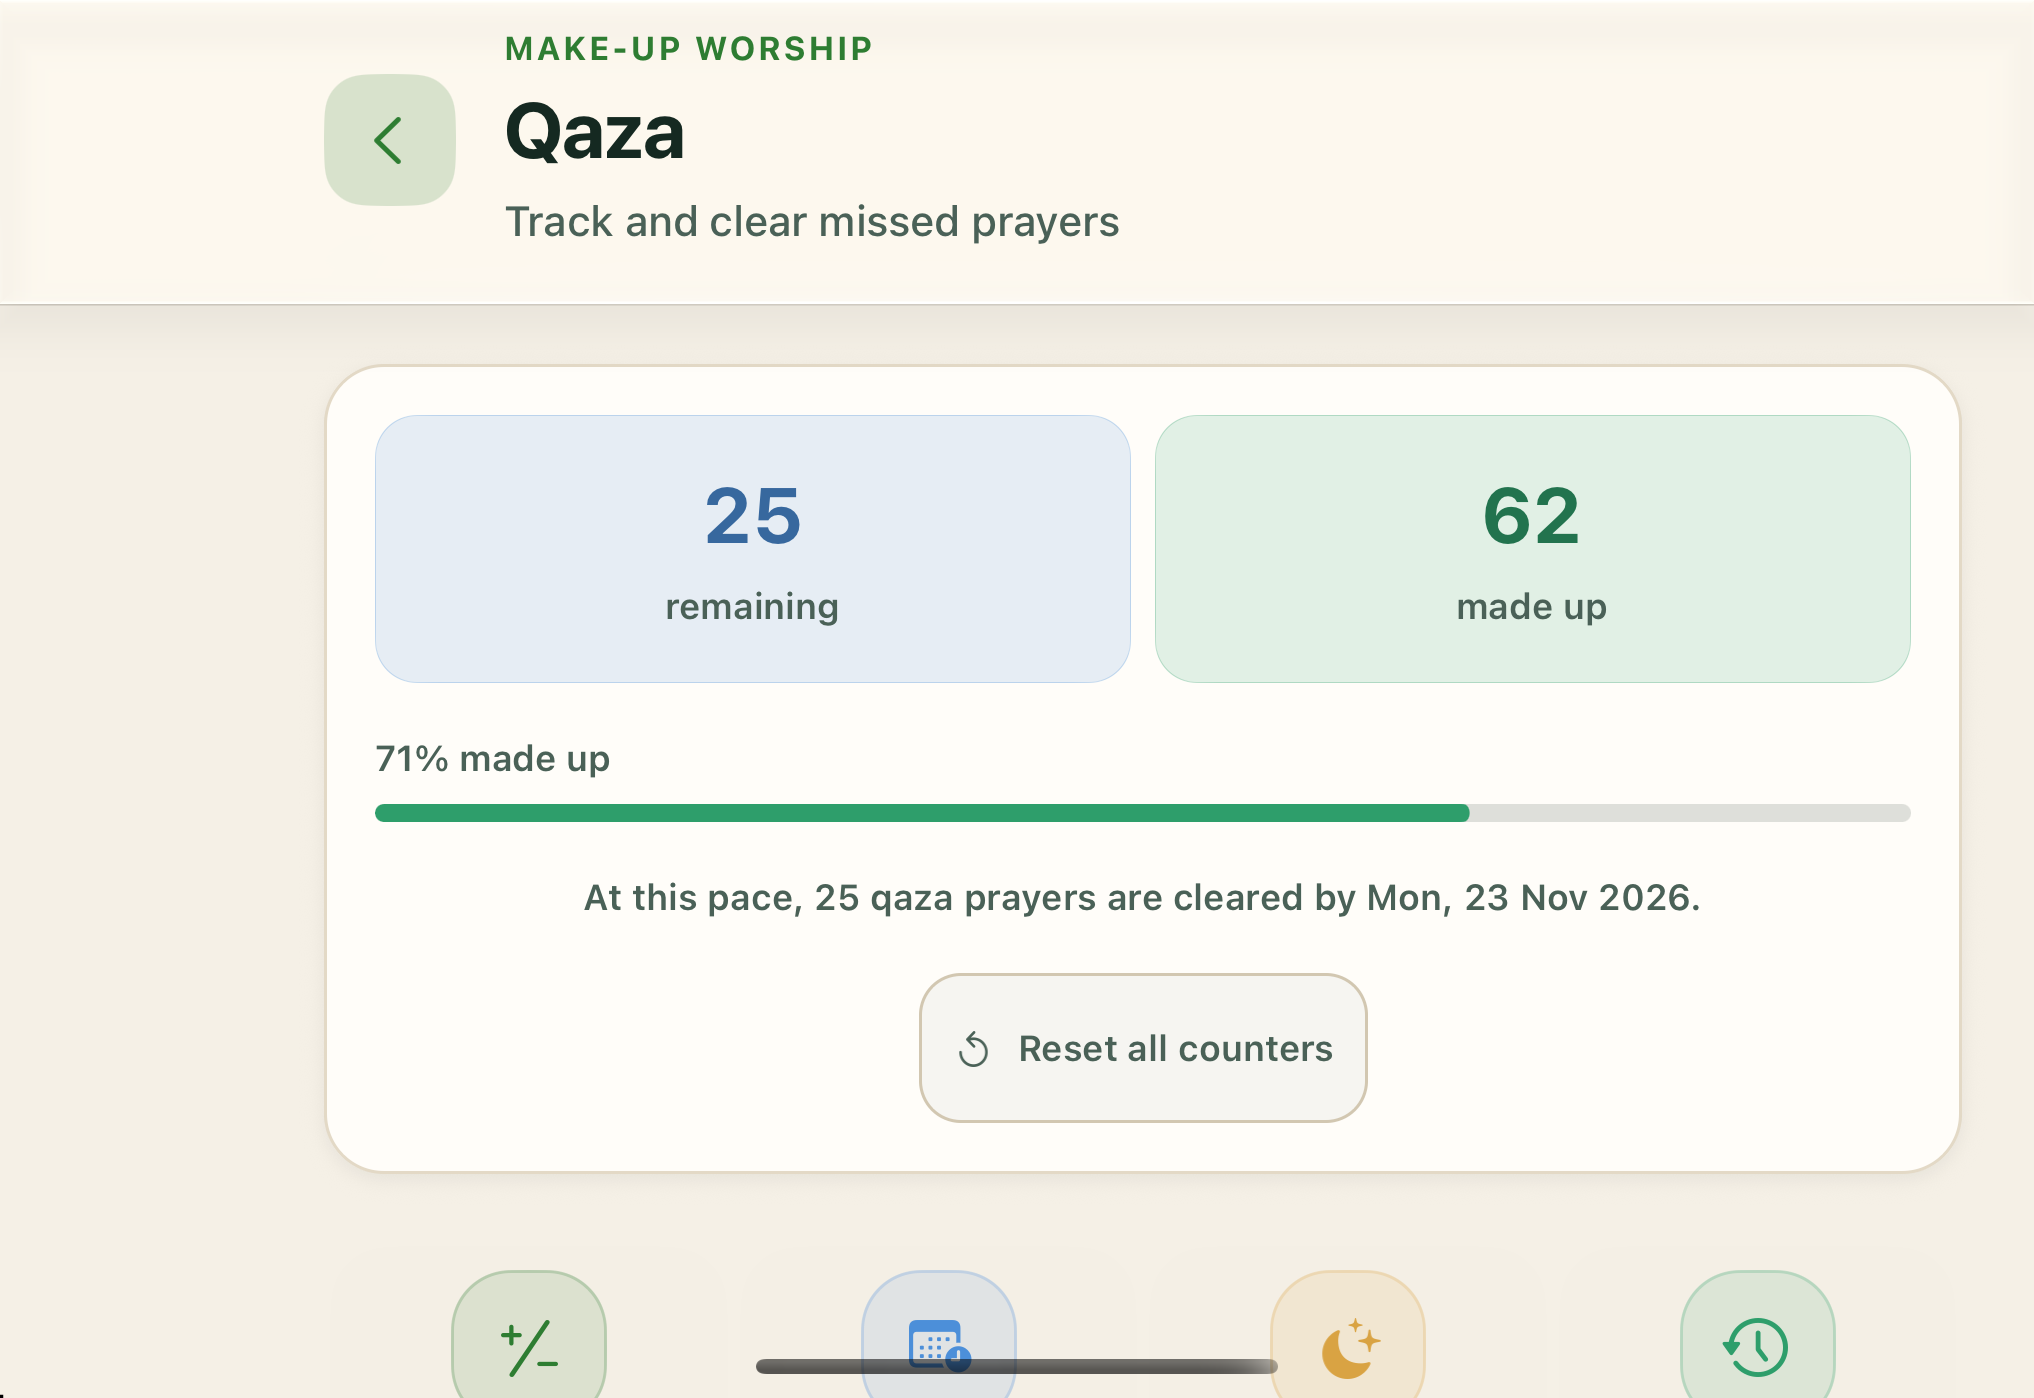 MAKE-UP WORSHIP
Qaza
Track and clear missed prayers
25
remaining
62
made up
71% made up
At this pace, 25 qaza prayers are cleared by Mon, 23 Nov 2026.
Reset all counters